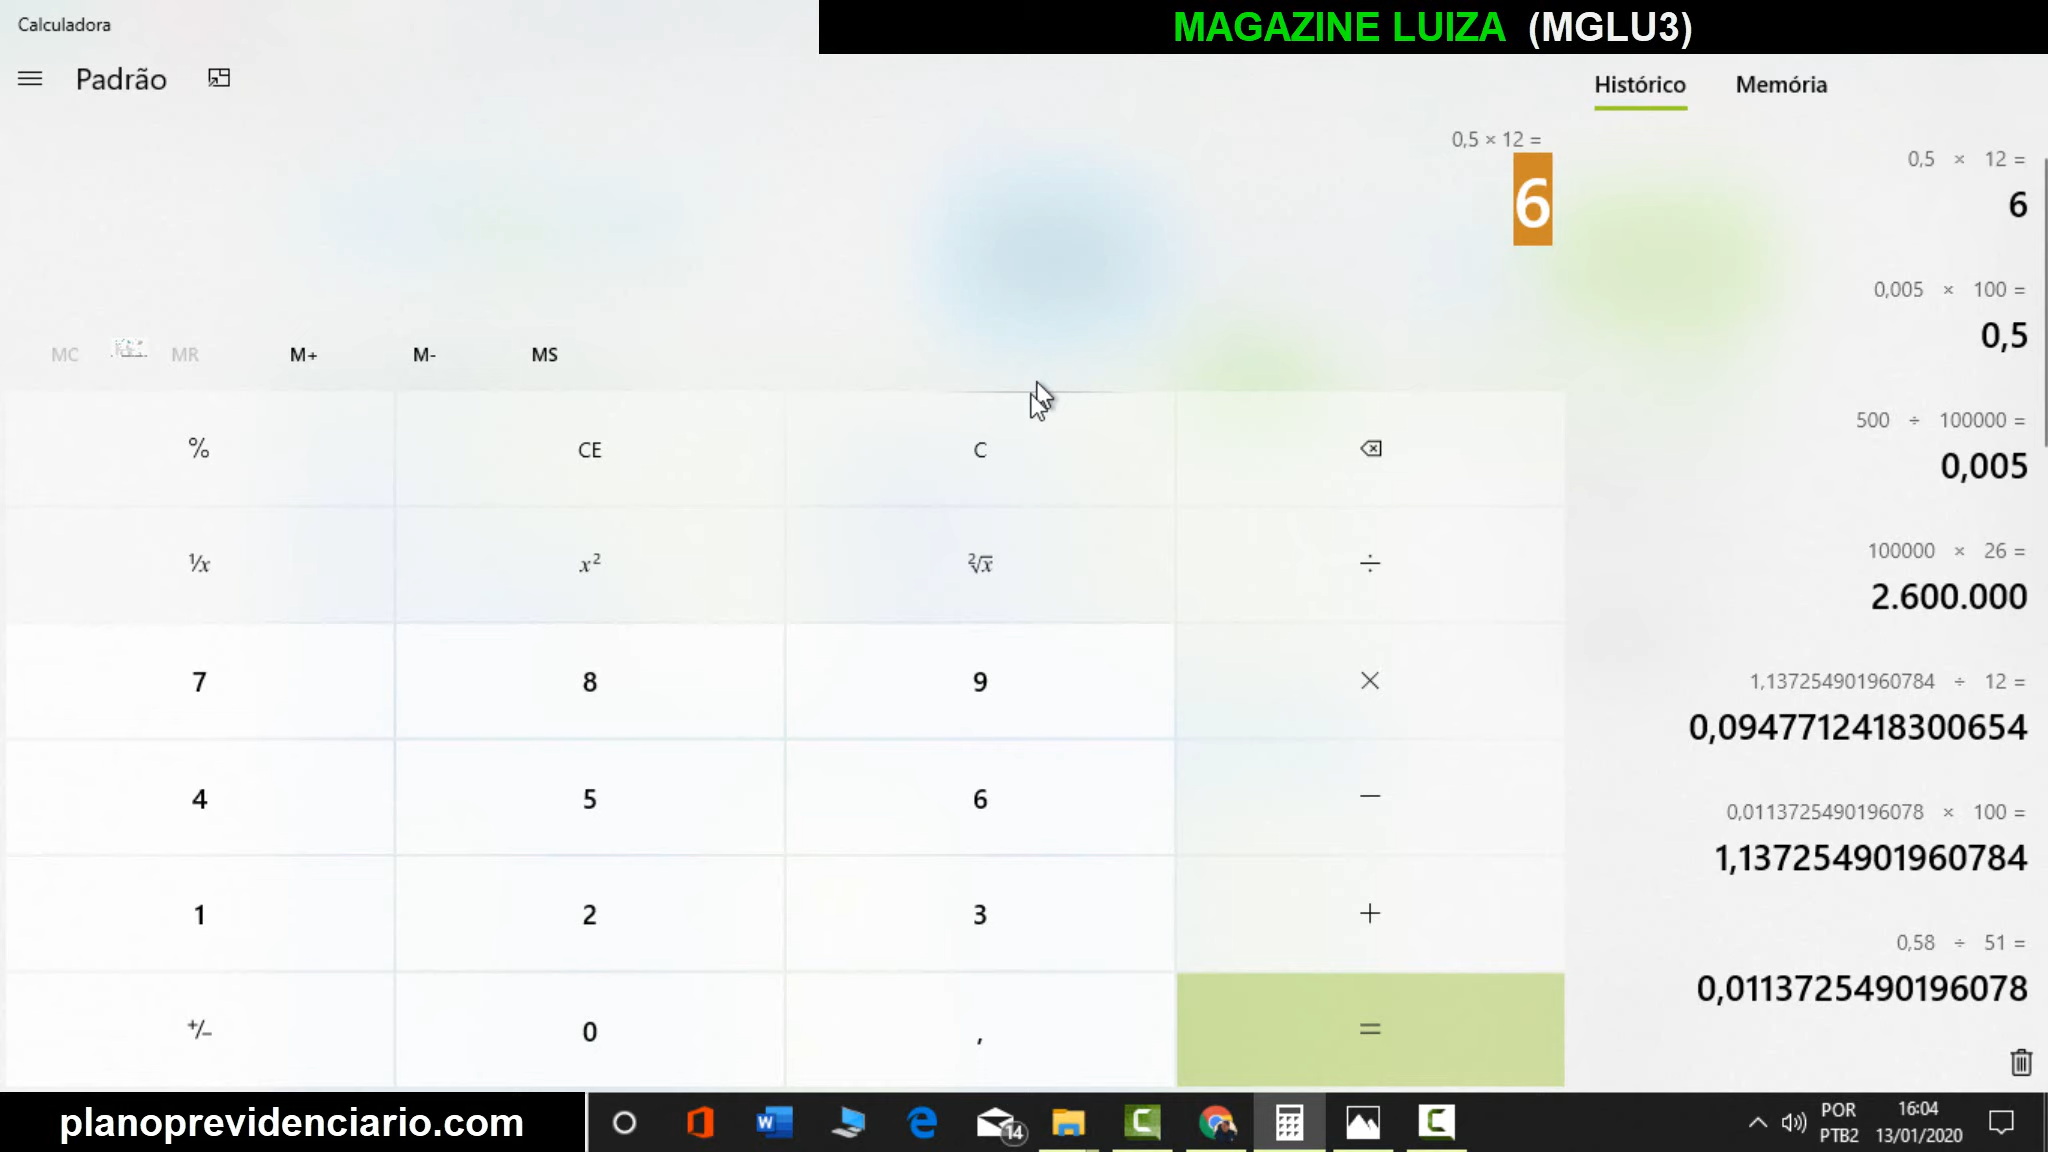 Calculadora
MAGAZINE LUIZA (MGLU3)
Padrão
Histórico Memória
0,5 × 12 =
6
0,5 × 12 =
6
0,005 × 100 =
0,5
500 ÷ 100000 =
0,005
100000 × 26 =
2.600.000
1,137254901960784 ÷ 12 =
0,0947712418300654
0,0113725490196078 × 100 =
1,137254901960784
0,58 ÷ 51 =
0,0113725490196078
MC MR M+ M- MS
% CE C
⅟x x² ²√x ÷
7 8 9 ×
4 5 6 −
1 2 3 +
+/− 0 , =
planoprevidenciario.com
14
POR
PTB2
16:04
13/01/2020